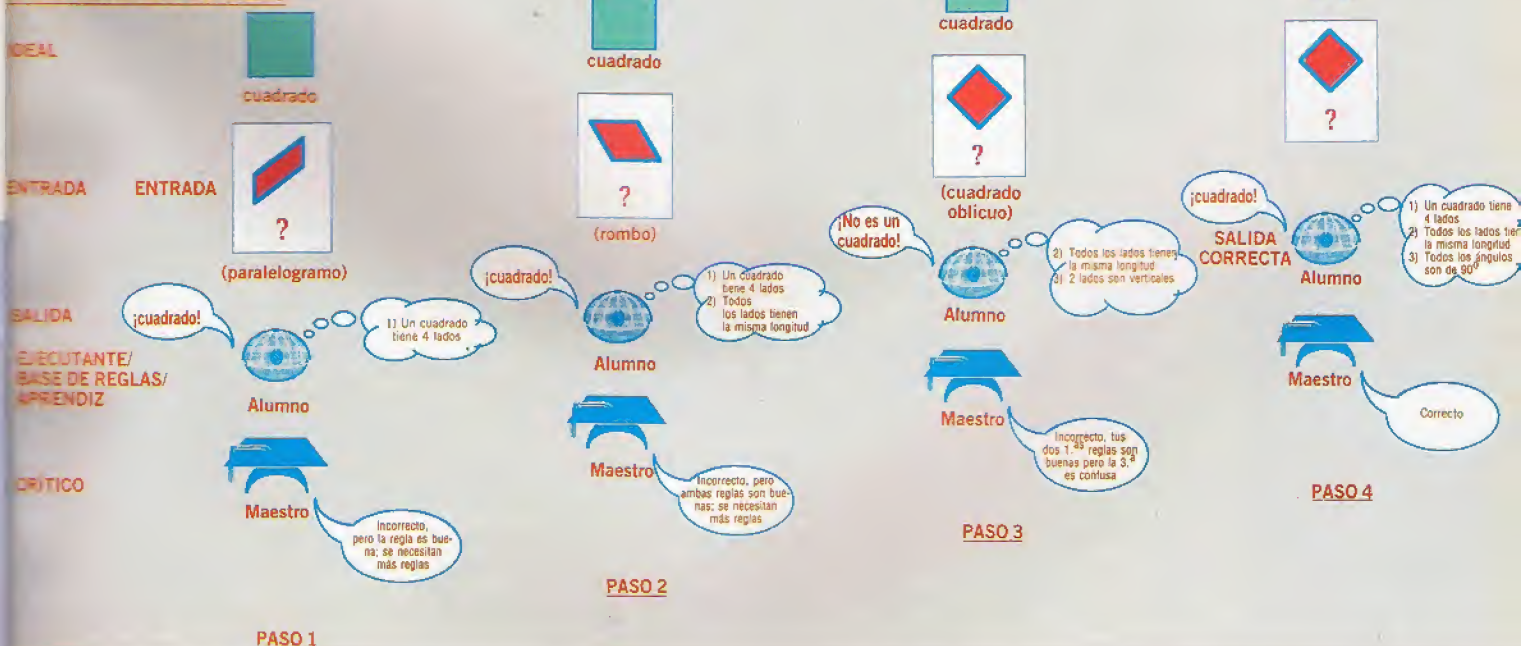 IDEAL
cuadrado
ENTRADA
ENTRADA
?
(paralelogramo)
SALIDA
¡cuadrado!
1) Un cuadrado
tiene 4 lados
EJECUTANTE/
BASE DE REGLAS/
APRENDIZ
Alumno
CRÍTICO
Maestro
Incorrecto,
pero la regla es bue-
na; se necesitan
más reglas
PASO 1
cuadrado
?
(rombo)
¡cuadrado!
1) Un cuadrado
tiene 4 lados
2) Todos
los lados tienen
la misma longitud
Alumno
Maestro
Incorrecto, pero
ambas reglas son bue-
nas; se necesitan
más reglas
PASO 2
cuadrado
?
(cuadrado
oblicuo)
¡No es un
cuadrado!
2) Todos los lados tienen
la misma longitud
3) 2 lados son verticales
Alumno
Maestro
Incorrecto, tus
dos 1.as reglas son
buenas pero la 3.a
es confusa
PASO 3
?
¡cuadrado!
SALIDA
CORRECTA
1) Un cuadrado tiene
4 lados
2) Todos los lados tien
la misma longitud
3) Todos los ángulos
son de 90º
Alumno
Maestro
Correcto
PASO 4